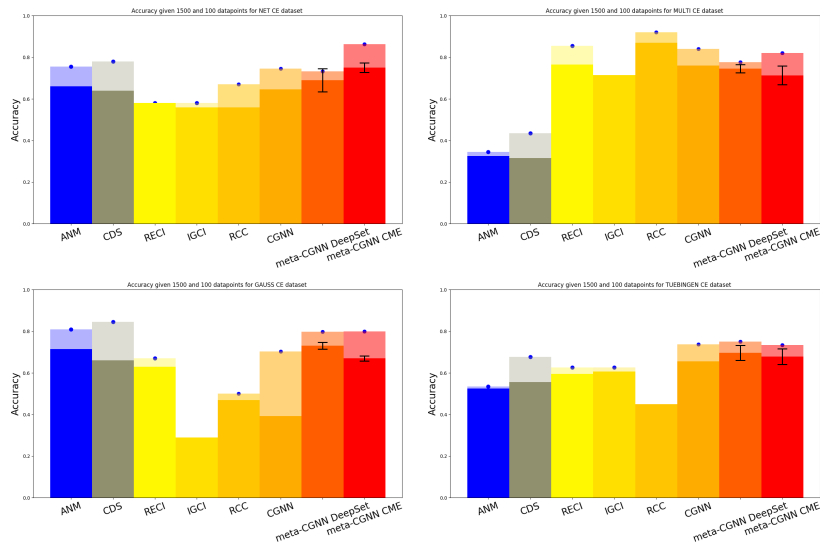 Accuracy given 1500 and 100 datapoints for NET CE dataset
1.0
0.8
0.6
0.4
0.2
0.0
Accuracy
ANM
CDS
RECI
IGCI
RCC
CGNN
meta-CGNN DeepSet
meta-CGNN CME
Accuracy given 1500 and 100 datapoints for MULTI CE dataset
1.0
0.8
0.6
0.4
0.2
0.0
Accuracy
ANM
CDS
RECI
IGCI
RCC
CGNN
meta-CGNN DeepSet
meta-CGNN CME
Accuracy given 1500 and 100 datapoints for GAUSS CE dataset
1.0
0.8
0.6
0.4
0.2
0.0
Accuracy
ANM
CDS
RECI
IGCI
RCC
CGNN
meta-CGNN DeepSet
meta-CGNN CME
Accuracy given 1500 and 100 datapoints for TUEBINGEN CE dataset
1.0
0.8
0.6
0.4
0.2
0.0
Accuracy
ANM
CDS
RECI
IGCI
RCC
CGNN
meta-CGNN DeepSet
meta-CGNN CME